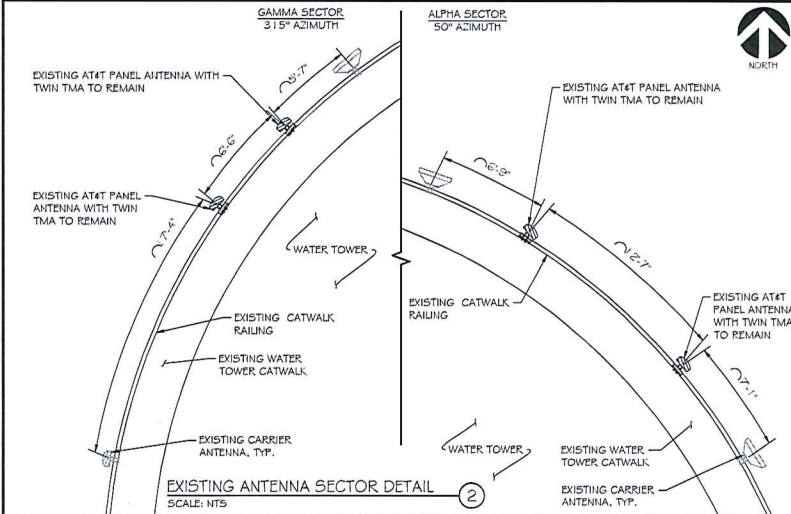 GAMMA SECTOR
315° AZIMUTH
ALPHA SECTOR
50° AZIMUTH
NORTH
EXISTING AT&T PANEL ANTENNA WITH
TWIN TMA TO REMAIN
5'-7"
6'-6"
EXISTING AT&T PANEL
ANTENNA WITH TWIN
TMA TO REMAIN
WATER TOWER
EXISTING CATWALK
RAILING
EXISTING WATER
TOWER CATWALK
EXISTING CARRIER
ANTENNA, TYP.
EXISTING AT&T PANEL ANTENNA
WITH TWIN TMA TO REMAIN
6'-9"
EXISTING CATWALK
RAILING
EXISTING AT&T
PANEL ANTENNA
WITH TWIN TMA
TO REMAIN
7'-1"
WATER TOWER
EXISTING WATER
TOWER CATWALK
EXISTING CARRIER
ANTENNA, TYP.
EXISTING ANTENNA SECTOR DETAIL
2
SCALE: NTS